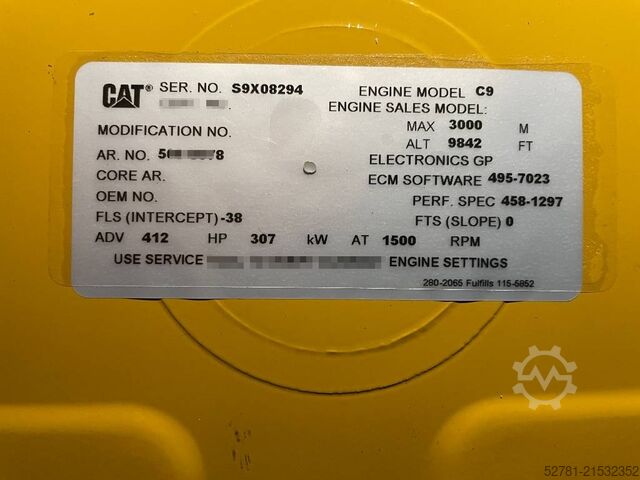 CAT® SER. NO. S9X08294 ENGINE MODEL C9
ENGINE SALES MODEL:
MODIFICATION NO. MAX 3000 M
ALT 9842 FT
AR. NO. ELECTRONICS GP
CORE AR. ECM SOFTWARE 495-7023
OEM NO. PERF. SPEC 458-1297
FLS (INTERCEPT) -38 FTS (SLOPE) 0
ADV 412 HP 307 kW AT 1500 RPM
USE SERVICE ENGINE SETTINGS
280-2065 Fulfills 115-5852
52781-21532352